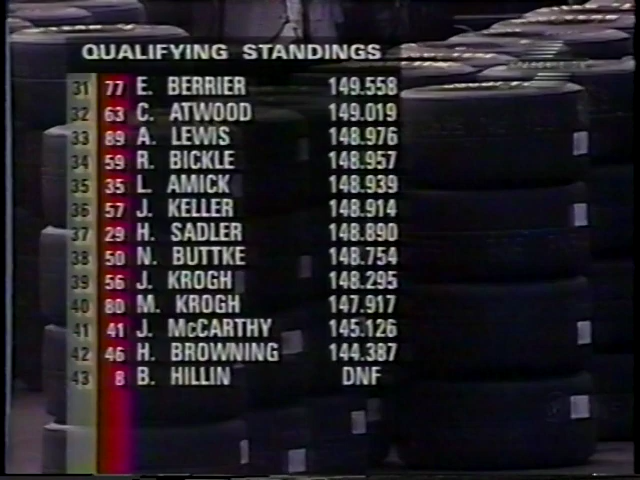 QUALIFYING STANDINGS
31 77 E. BERRIER 149.558
32 63 C. ATWOOD 149.019
33 89 A. LEWIS 148.976
34 59 R. BICKLE 148.957
35 35 L. AMICK 148.939
36 57 J. KELLER 148.914
37 29 H. SADLER 148.890
38 50 N. BUTTKE 148.754
39 56 J. KROGH 148.295
40 80 M. KROGH 147.917
41 41 J. McCARTHY 145.126
42 46 H. BROWNING 144.387
43 8 B. HILLIN DNF